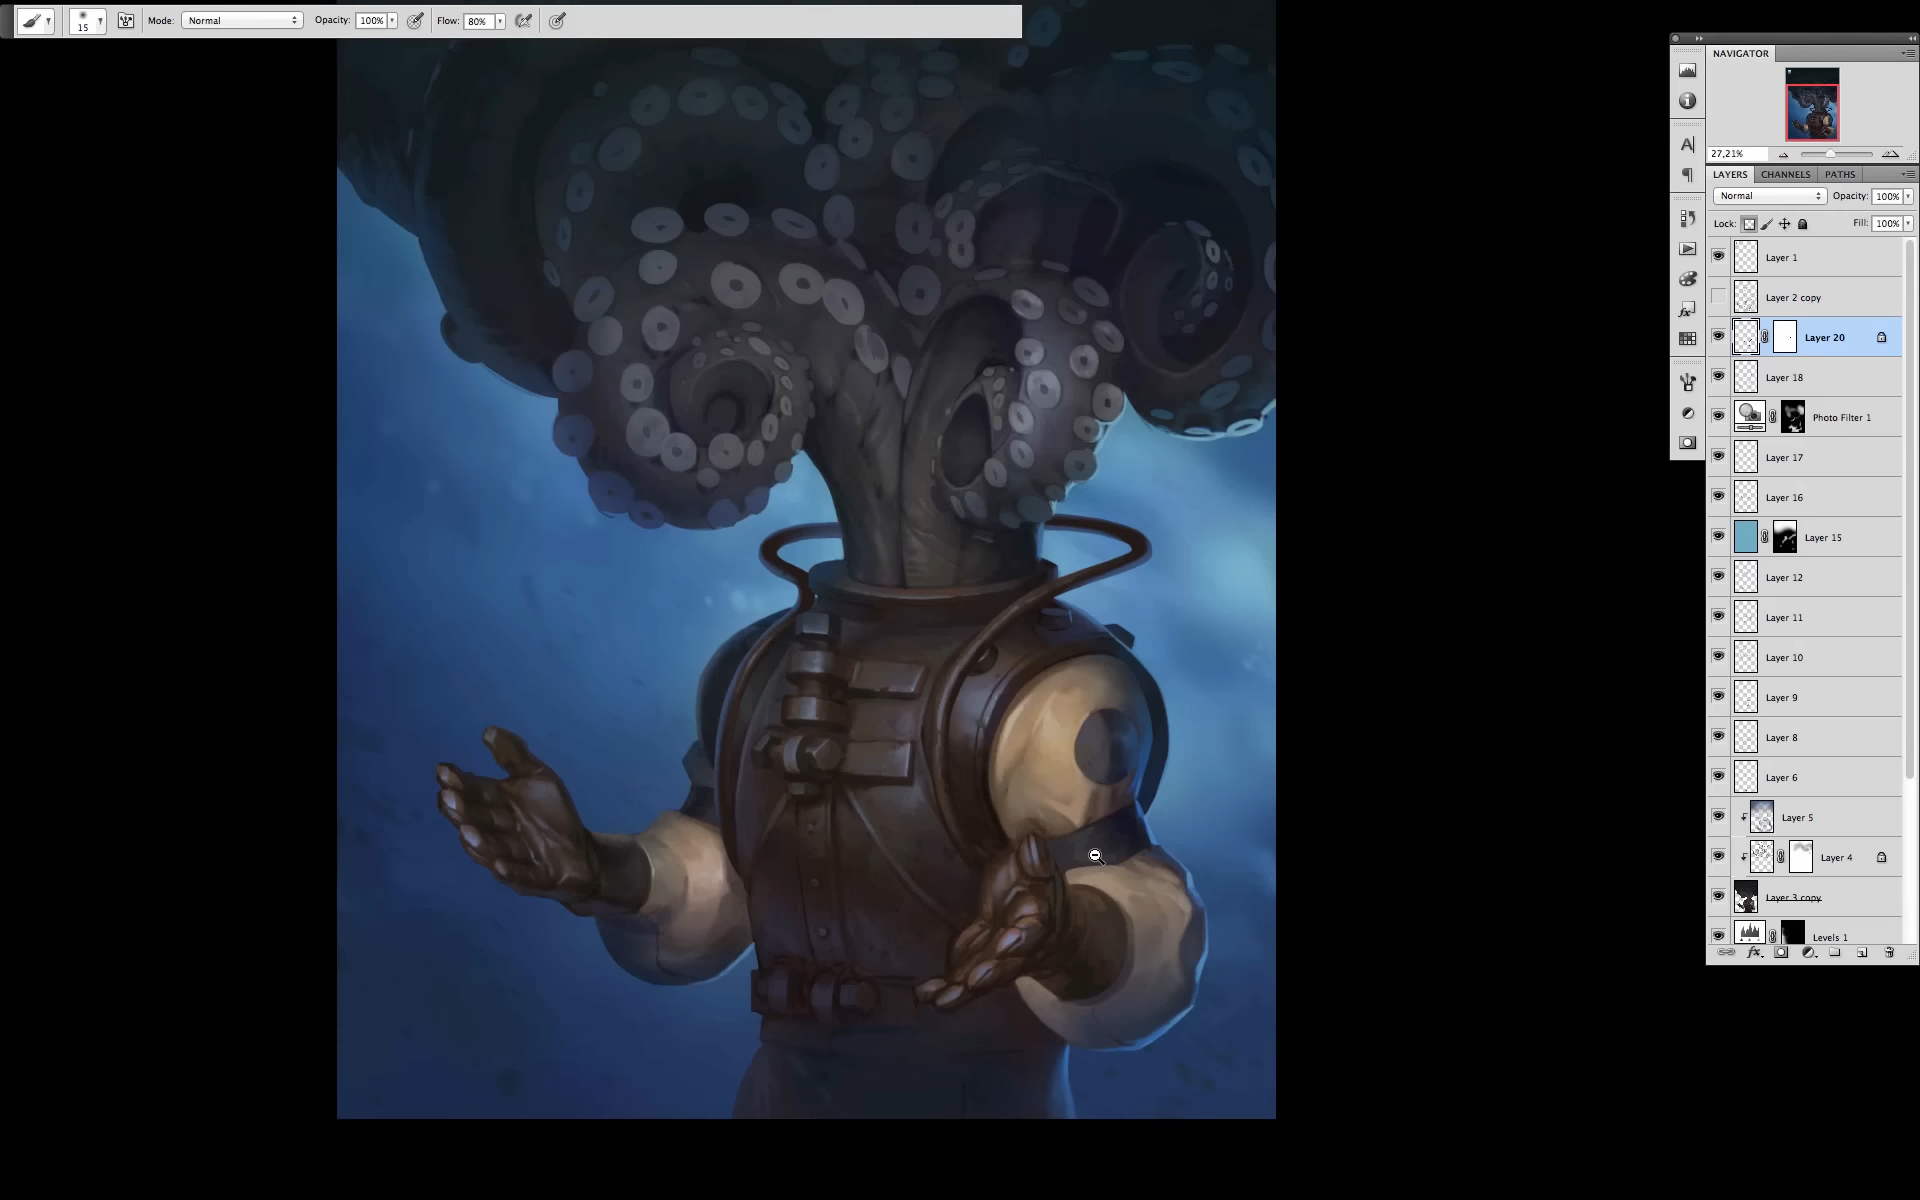 15
Mode: Normal
Opacity: 100%
Flow: 80%
NAVIGATOR
27,21%
LAYERS CHANNELS PATHS
Normal
Opacity: 100%
Lock:
Fill: 100%
Layer 1
Layer 2 copy
Layer 20
Layer 18
Photo Filter 1
Layer 17
Layer 16
Layer 15
Layer 12
Layer 11
Layer 10
Layer 9
Layer 8
Layer 6
Layer 5
Layer 4
Layer 3 copy
Levels 1